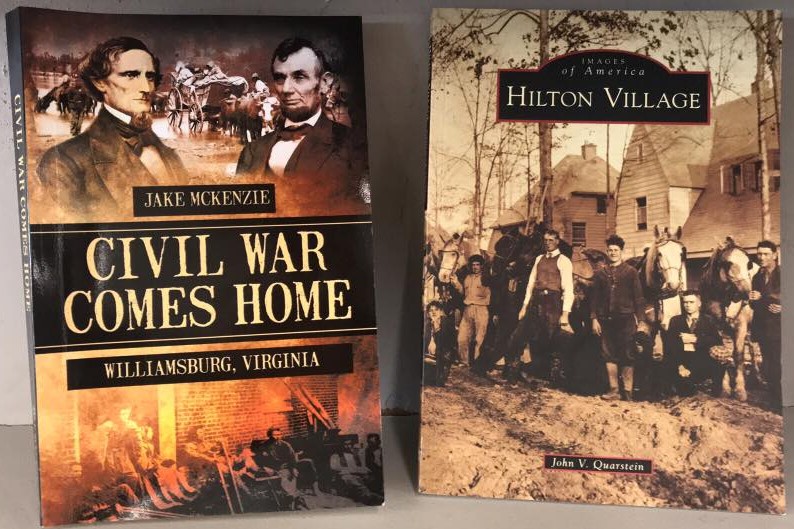 CIVIL WAR COMES HOME
JAKE MCKENZIE
CIVIL WAR
COMES HOME
WILLIAMSBURG, VIRGINIA
IMAGES
of America
HILTON VILLAGE
John V. Quarstein